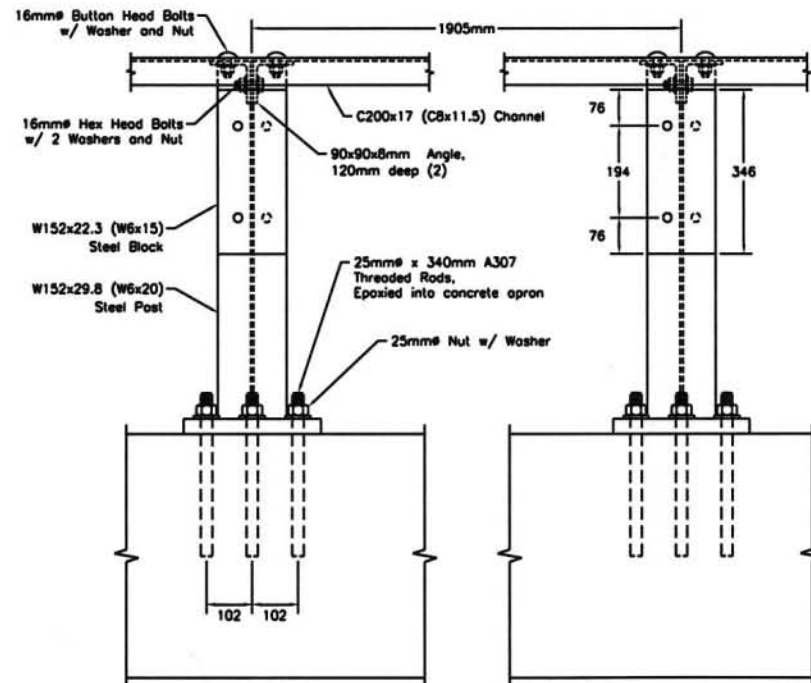 16mmø Button Head Bolts
w/ Washer and Nut
1905mm
16mmø Hex Head Bolts
w/ 2 Washers and Nut
C200x17 (C8x11.5) Channel
90x90x8mm Angle,
120mm deep (2)
76
194
346
76
W152x22.3 (W6x15)
Steel Block
W152x29.8 (W6x20)
Steel Post
25mmø x 340mm A307
Threaded Rods,
Epoxied into concrete apron
25mmø Nut w/ Washer
102
102